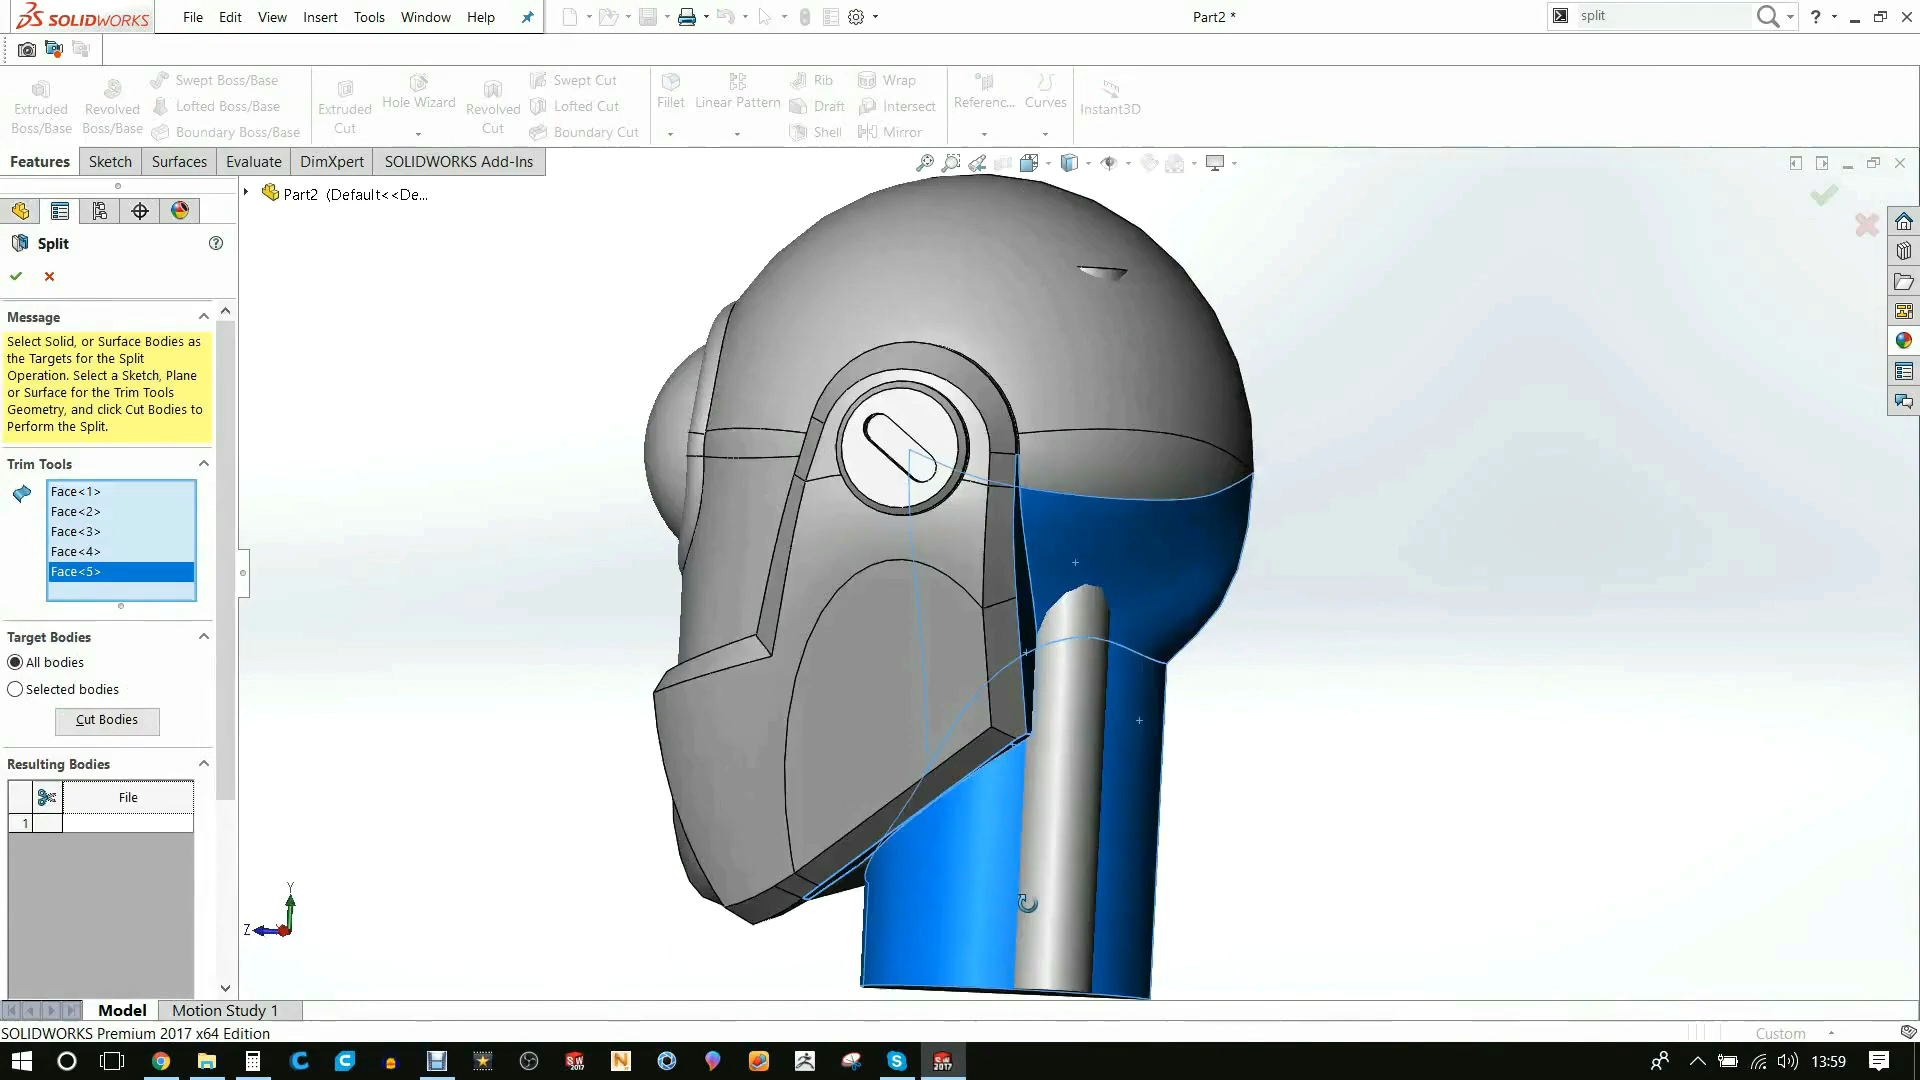 SOLIDWORKS File Edit View Insert Tools Window Help Part2 * split ?
Extruded Boss/Base
Revolved Boss/Base
Swept Boss/Base
Lofted Boss/Base
Boundary Boss/Base
Extruded Cut
Hole Wizard
Revolved Cut
Swept Cut
Lofted Cut
Boundary Cut
Fillet
Linear Pattern
Rib
Draft
Shell
Wrap
Intersect
Mirror
Referenc...
Curves
Instant3D
Features Sketch Surfaces Evaluate DimXpert SOLIDWORKS Add-Ins
Part2 (Default<<De...
Split
Message
Select Solid, or Surface Bodies as
the Targets for the Split
Operation. Select a Sketch, Plane
or Surface for the Trim Tools
Geometry, and click Cut Bodies to
Perform the Split.
Trim Tools
Face<1>
Face<2>
Face<3>
Face<4>
Face<5>
Target Bodies
All bodies
Selected bodies
Cut Bodies
Resulting Bodies
File
1
Y
Z
Model Motion Study 1
SOLIDWORKS Premium 2017 x64 Edition Custom
13:59